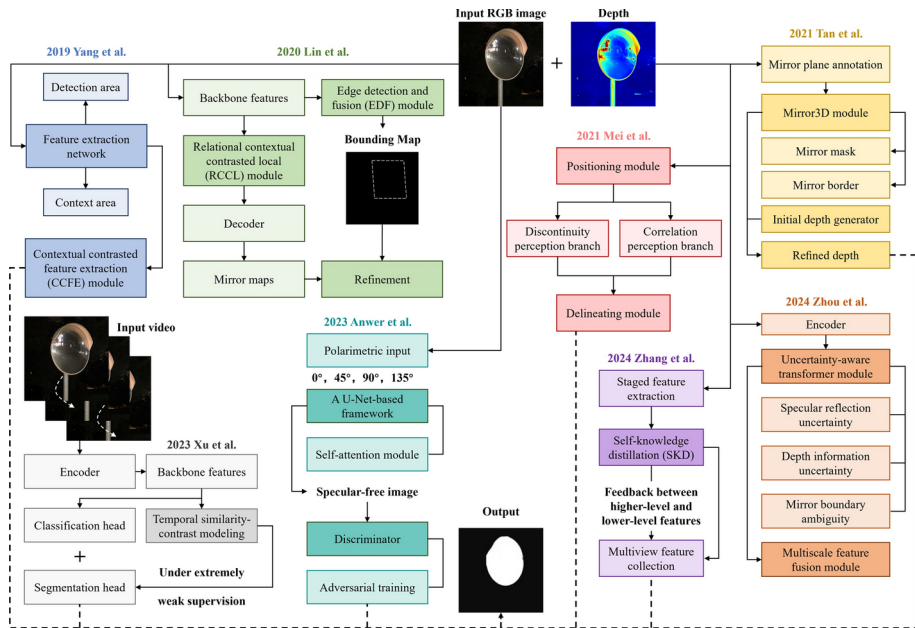 Input RGB image
Depth
2019 Yang et al.
2020 Lin et al.
2021 Tan et al.
Detection area
Feature extraction
network
Context area
Contextual contrasted
feature extraction
(CCFE) module
Backbone features
Edge detection and
fusion (EDF) module
Relational contextual
contrasted local
(RCCL) module
Bounding Map
Decoder
Mirror maps
Refinement
+
2021 Mei et al.
Positioning module
Discontinuity
perception branch
Correlation
perception branch
Delineating module
Mirror plane annotation
Mirror3D module
Mirror mask
Mirror border
Initial depth generator
Refined depth
Input video
2023 Xu et al.
Encoder
Backbone features
Classification head
Temporal similarity-
contrast modeling
+
Segmentation head
Under extremely
weak supervision
2023 Anwer et al.
Polarimetric input
0°, 45°, 90°, 135°
A U-Net-based
framework
Self-attention module
Specular-free image
Discriminator
Adversarial training
Output
2024 Zhang et al.
Staged feature
extraction
Self-knowledge
distillation (SKD)
Feedback between
higher-level and
lower-level features
Multiview feature
collection
2024 Zhou et al.
Encoder
Uncertainty-aware
transformer module
Specular reflection
uncertainty
Depth information
uncertainty
Mirror boundary
ambiguity
Multiscale feature
fusion module